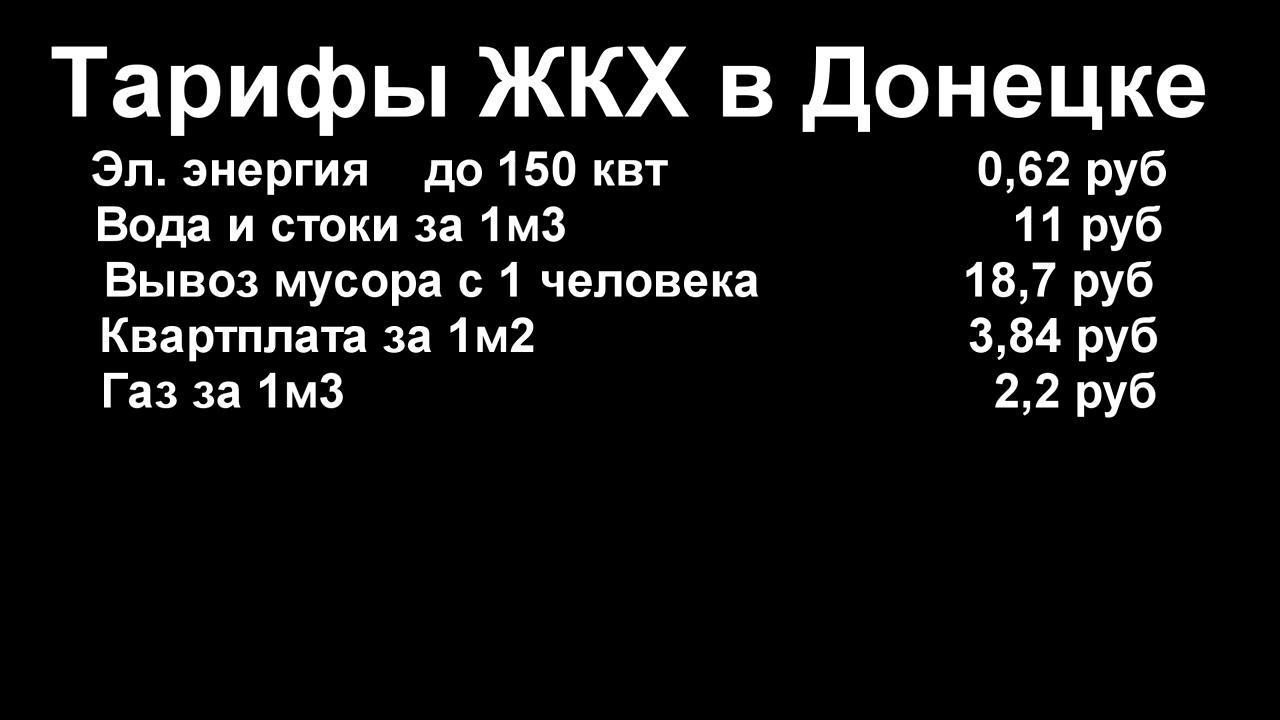 Тарифы ЖКХ в Донецке
Эл. энергия до 150 квт 0,62 руб
Вода и стоки за 1м3 11 руб
Вывоз мусора с 1 человека 18,7 руб
Квартплата за 1м2 3,84 руб
Газ за 1м3 2,2 руб